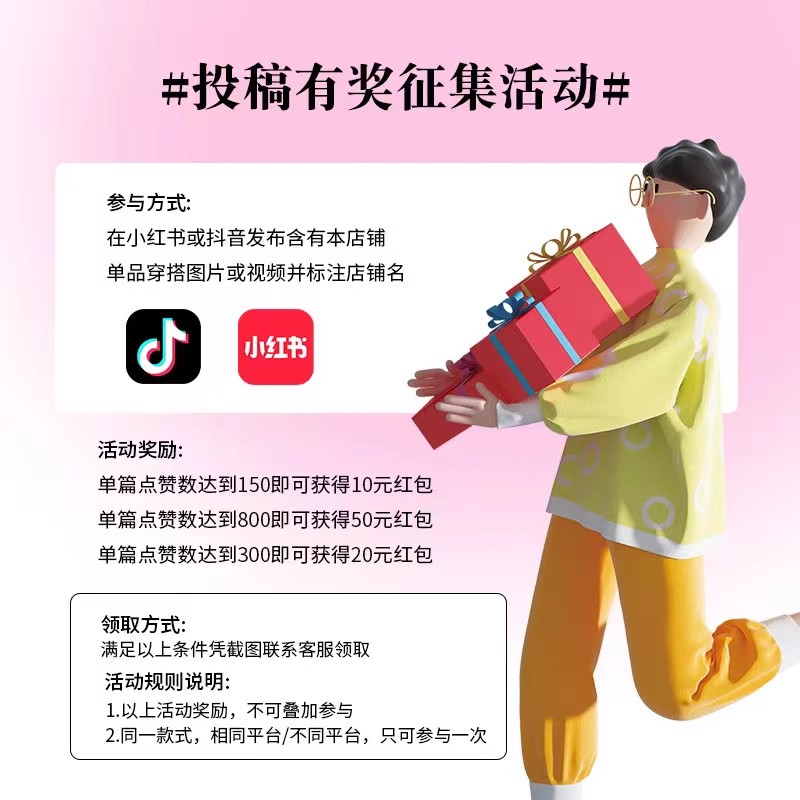 #投稿有奖征集活动#
参与方式:
在小红书或抖音发布含有本店铺
单品穿搭图片或视频并标注店铺名
小红书
活动奖励:
单篇点赞数达到150即可获得10元红包
单篇点赞数达到800即可获得50元红包
单篇点赞数达到300即可获得20元红包
领取方式:
满足以上条件凭截图联系客服领取
活动规则说明:
1.以上活动奖励，不可叠加参与
2.同一款式，相同平台/不同平台，只可参与一次